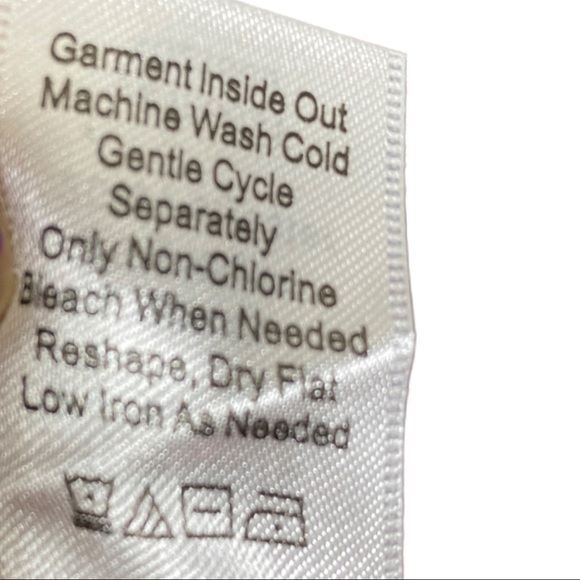 Garment Inside Out
Machine Wash Cold
Gentle Cycle
Separately
Only Non-Chlorine
Bleach When Needed
Reshape, Dry Flat
Low Iron As Needed